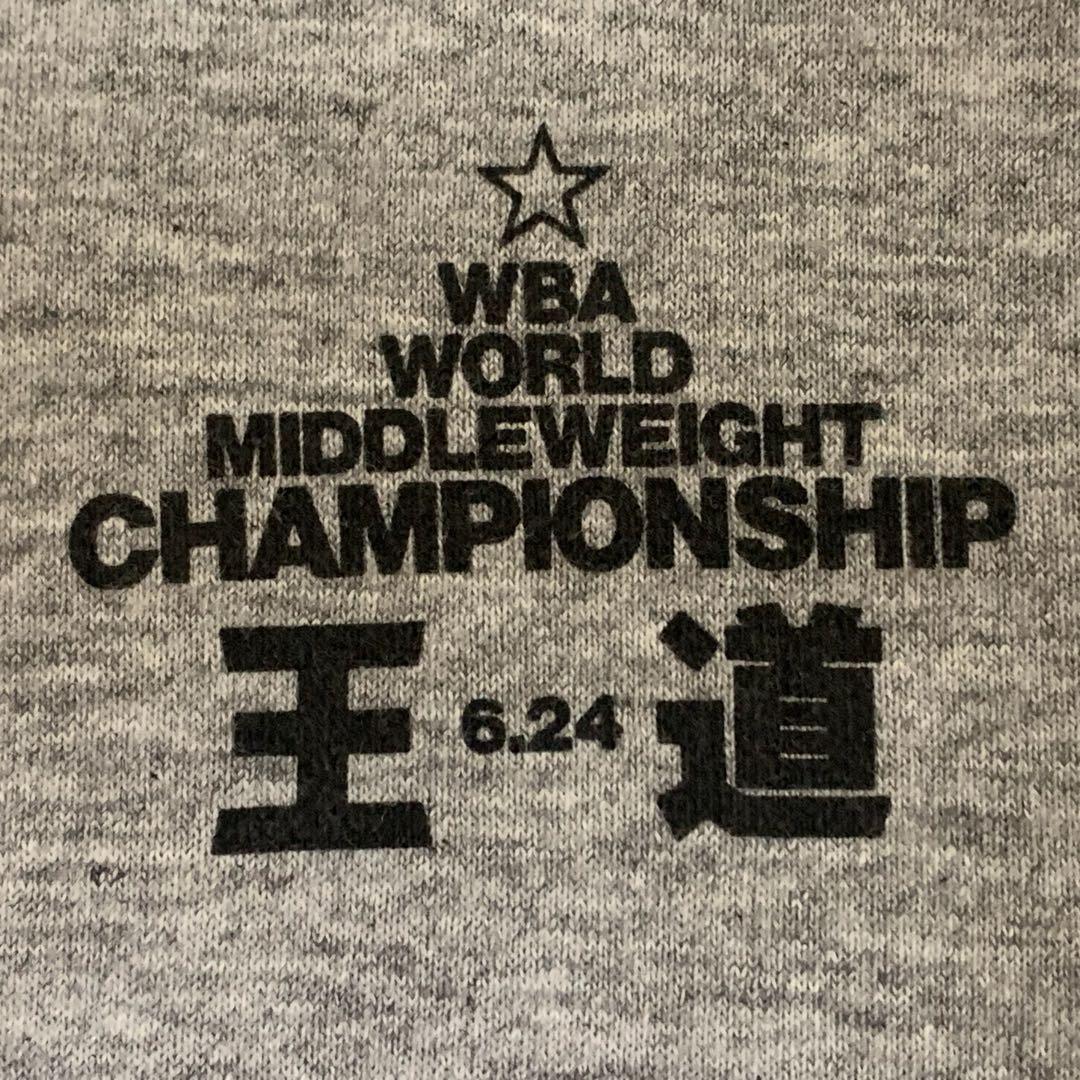 WBA
WORLD
MIDDLEWEIGHT
CHAMPIONSHIP
王 6.24 道